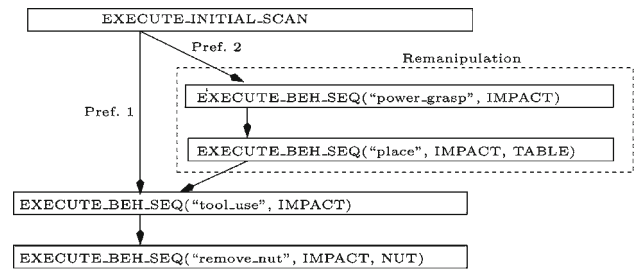 EXECUTE_INITIAL_SCAN
Pref. 2
Remanipulation
EXECUTE_BEH_SEQ(“power_grasp”, IMPACT)
Pref. 1
EXECUTE_BEH_SEQ(“place”, IMPACT, TABLE)
EXECUTE_BEH_SEQ(“tool_use”, IMPACT)
EXECUTE_BEH_SEQ(“remove_nut”, IMPACT, NUT)